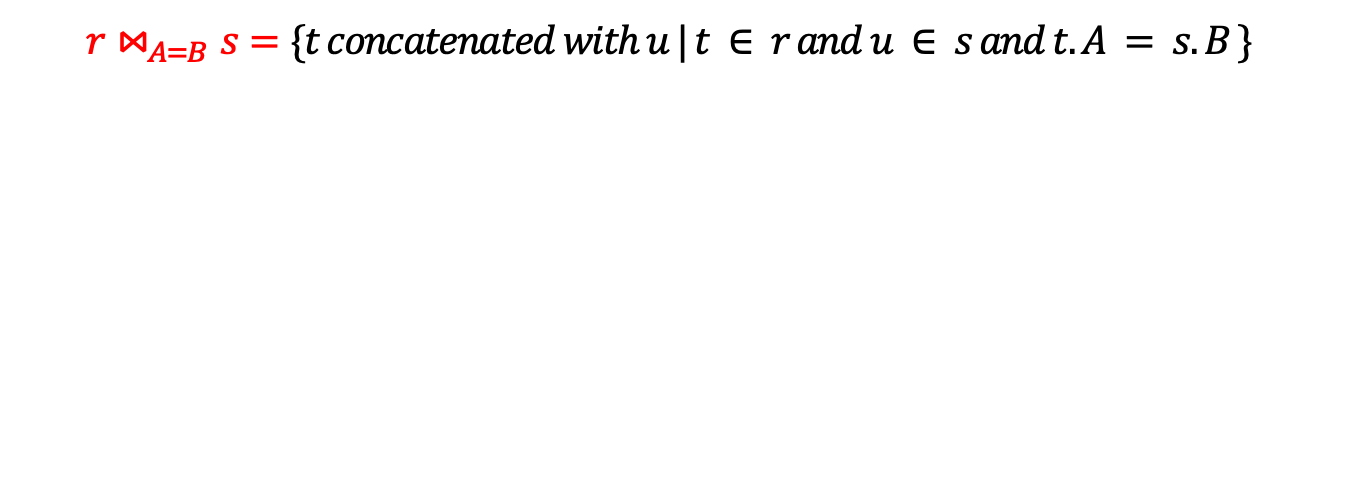 r ⋈A=B s = {t concatenated with u | t ∈ r and u ∈ s and t.A = s.B}